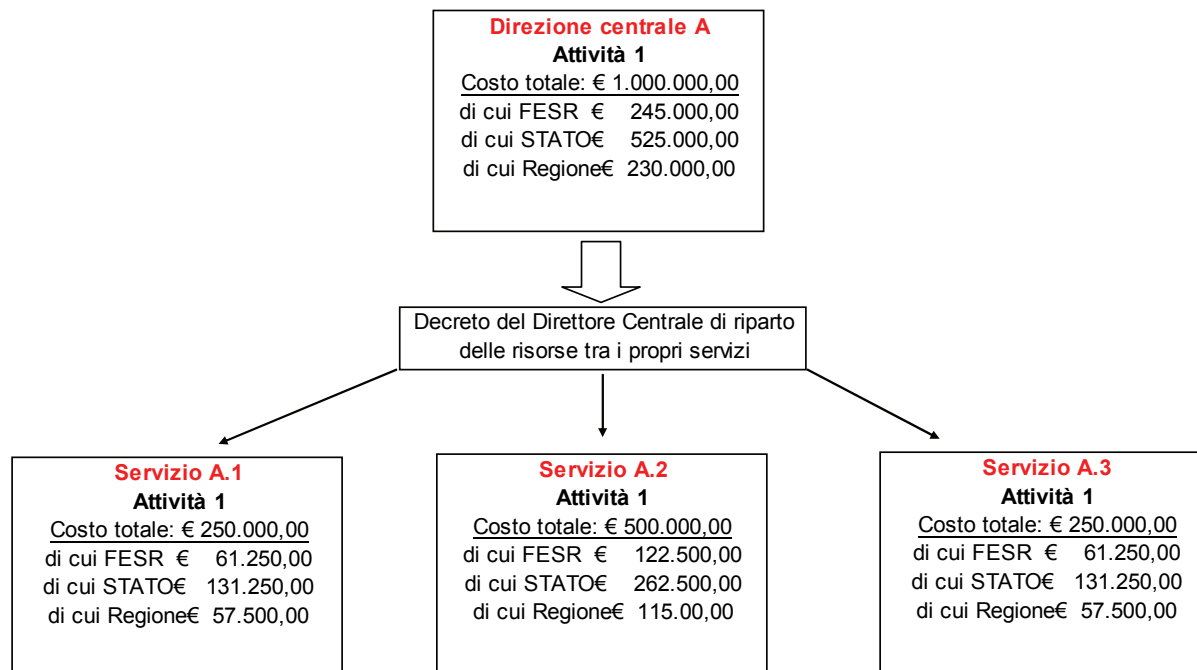 Direzione centrale A
Attività 1
Costo totale: € 1.000.000,00
di cui FESR € 245.000,00
di cui STATO€ 525.000,00
di cui Regione€ 230.000,00
Decreto del Direttore Centrale di riparto
delle risorse tra i propri servizi
Servizio A.1
Attività 1
Costo totale: € 250.000,00
di cui FESR € 61.250,00
di cui STATO€ 131.250,00
di cui Regione€ 57.500,00
Servizio A.2
Attività 1
Costo totale: € 500.000,00
di cui FESR € 122.500,00
di cui STATO€ 262.500,00
di cui Regione€ 115.00,00
Servizio A.3
Attività 1
Costo totale: € 250.000,00
di cui FESR € 61.250,00
di cui STATO€ 131.250,00
di cui Regione€ 57.500,00